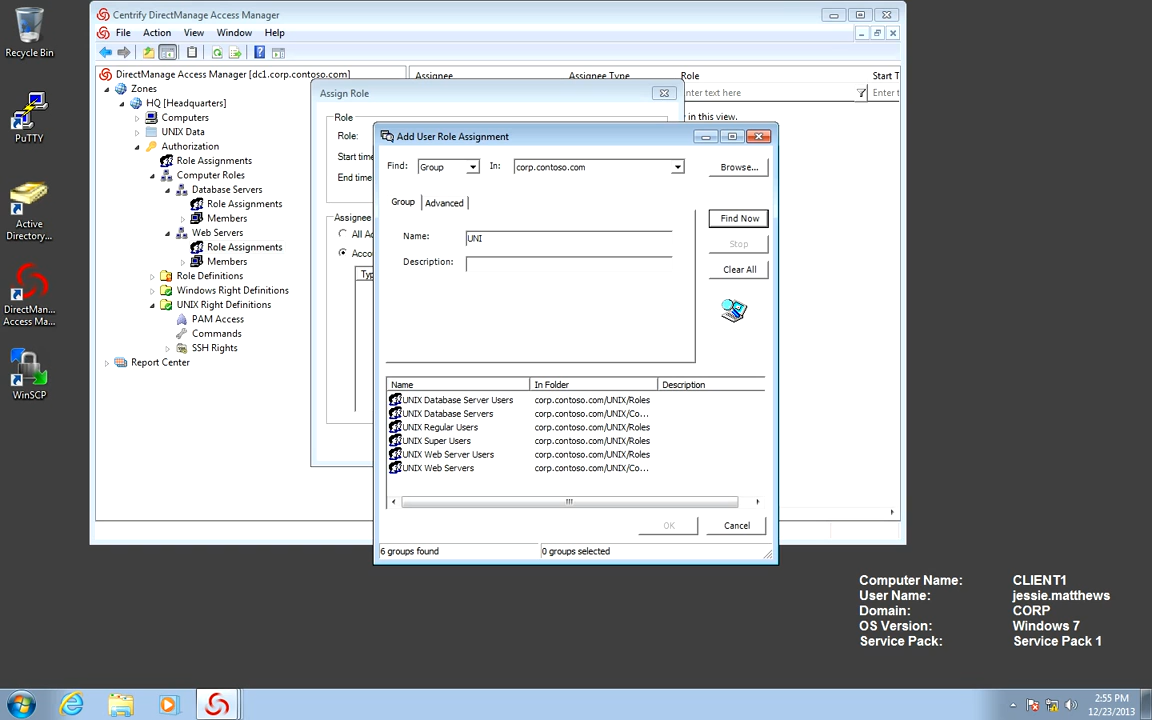 Recycle Bin
PuTTY
Active
Directory...
DirectMan...
Access Ma...
WinSCP
Centrify DirectManage Access Manager
File Action View Window Help
DirectManage Access Manager [dc1.corp.contoso.com]
Zones
HQ [Headquarters]
Computers
UNIX Data
Authorization
Role Assignments
Computer Roles
Database Servers
Role Assignments
Members
Web Servers
Role Assignments
Members
Role Definitions
Windows Right Definitions
UNIX Right Definitions
PAM Access
Commands
SSH Rights
Report Center
Assignee Assignee Type Role Start T
nter text here Enter t
in this view.
Assign Role
Role
Role:
Start time
End time
Assignee
All Ac
Acco
Typ
Add User Role Assignment
Find: Group In: corp.contoso.com Browse...
Group Advanced
Name: UNI
Description:
Find Now
Stop
Clear All
Name In Folder Description
UNIX Database Server Users corp.contoso.com/UNIX/Roles
UNIX Database Servers corp.contoso.com/UNIX/Co...
UNIX Regular Users corp.contoso.com/UNIX/Roles
UNIX Super Users corp.contoso.com/UNIX/Roles
UNIX Web Server Users corp.contoso.com/UNIX/Roles
UNIX Web Servers corp.contoso.com/UNIX/Co...
OK Cancel
6 groups found 0 groups selected
Computer Name: CLIENT1
User Name: jessie.matthews
Domain: CORP
OS Version: Windows 7
Service Pack: Service Pack 1
2:55 PM
12/23/2013